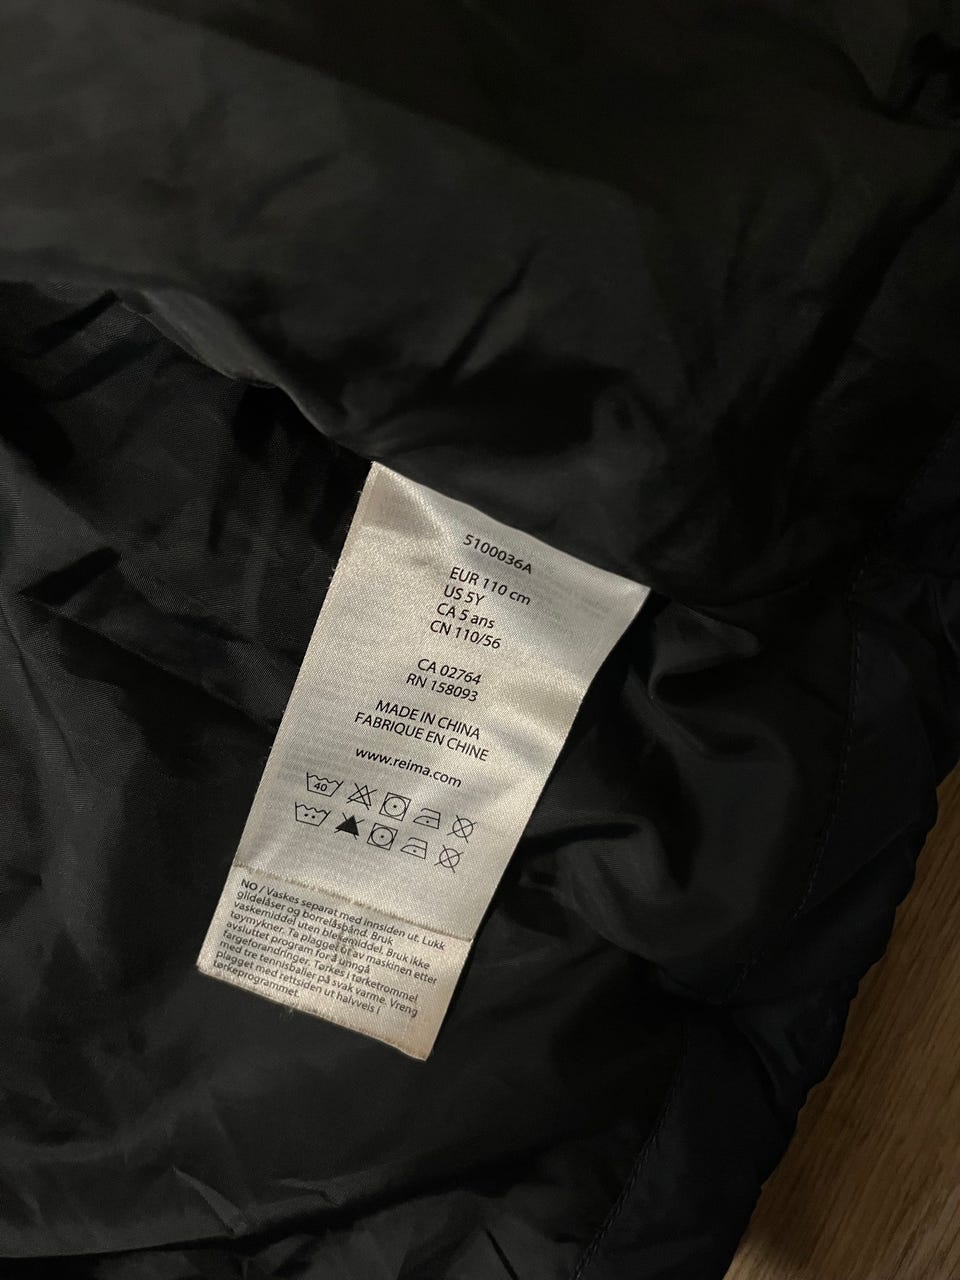 5100036A
EUR 110 cm
US 5Y
CA 5 ans
CN 110/56
CA 02764
RN 158093
MADE IN CHINA
FABRIQUE EN CHINE
www.reima.com
40
NO / Vaskes separat med innsiden ut. Lukk
glidelåser og borrelåsbånd. Bruk
vaskemiddel uten blekemiddel. Bruk ikke
tøymykner. Ta plagget ut av maskinen etter
avsluttet program for å unngå
fargeforandringer. Tørkes i tørketrommel
med tre tennisballer på svak varme. Vreng
plagget med rettsiden ut halvveis i
tørkeprogrammet.